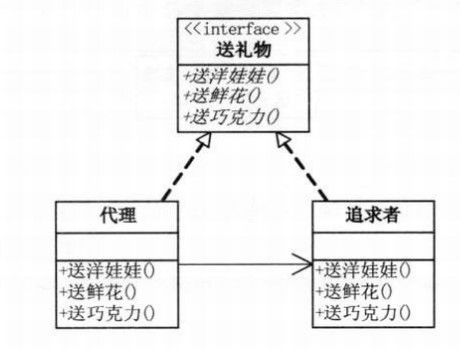 <<interface >>
送礼物
+送洋娃娃()
+送鲜花()
+送巧克力()
代理
追求者
+送洋娃娃()
+送鲜花()
+送巧克力()
+送洋娃娃()
+送鲜花()
+送巧克力()